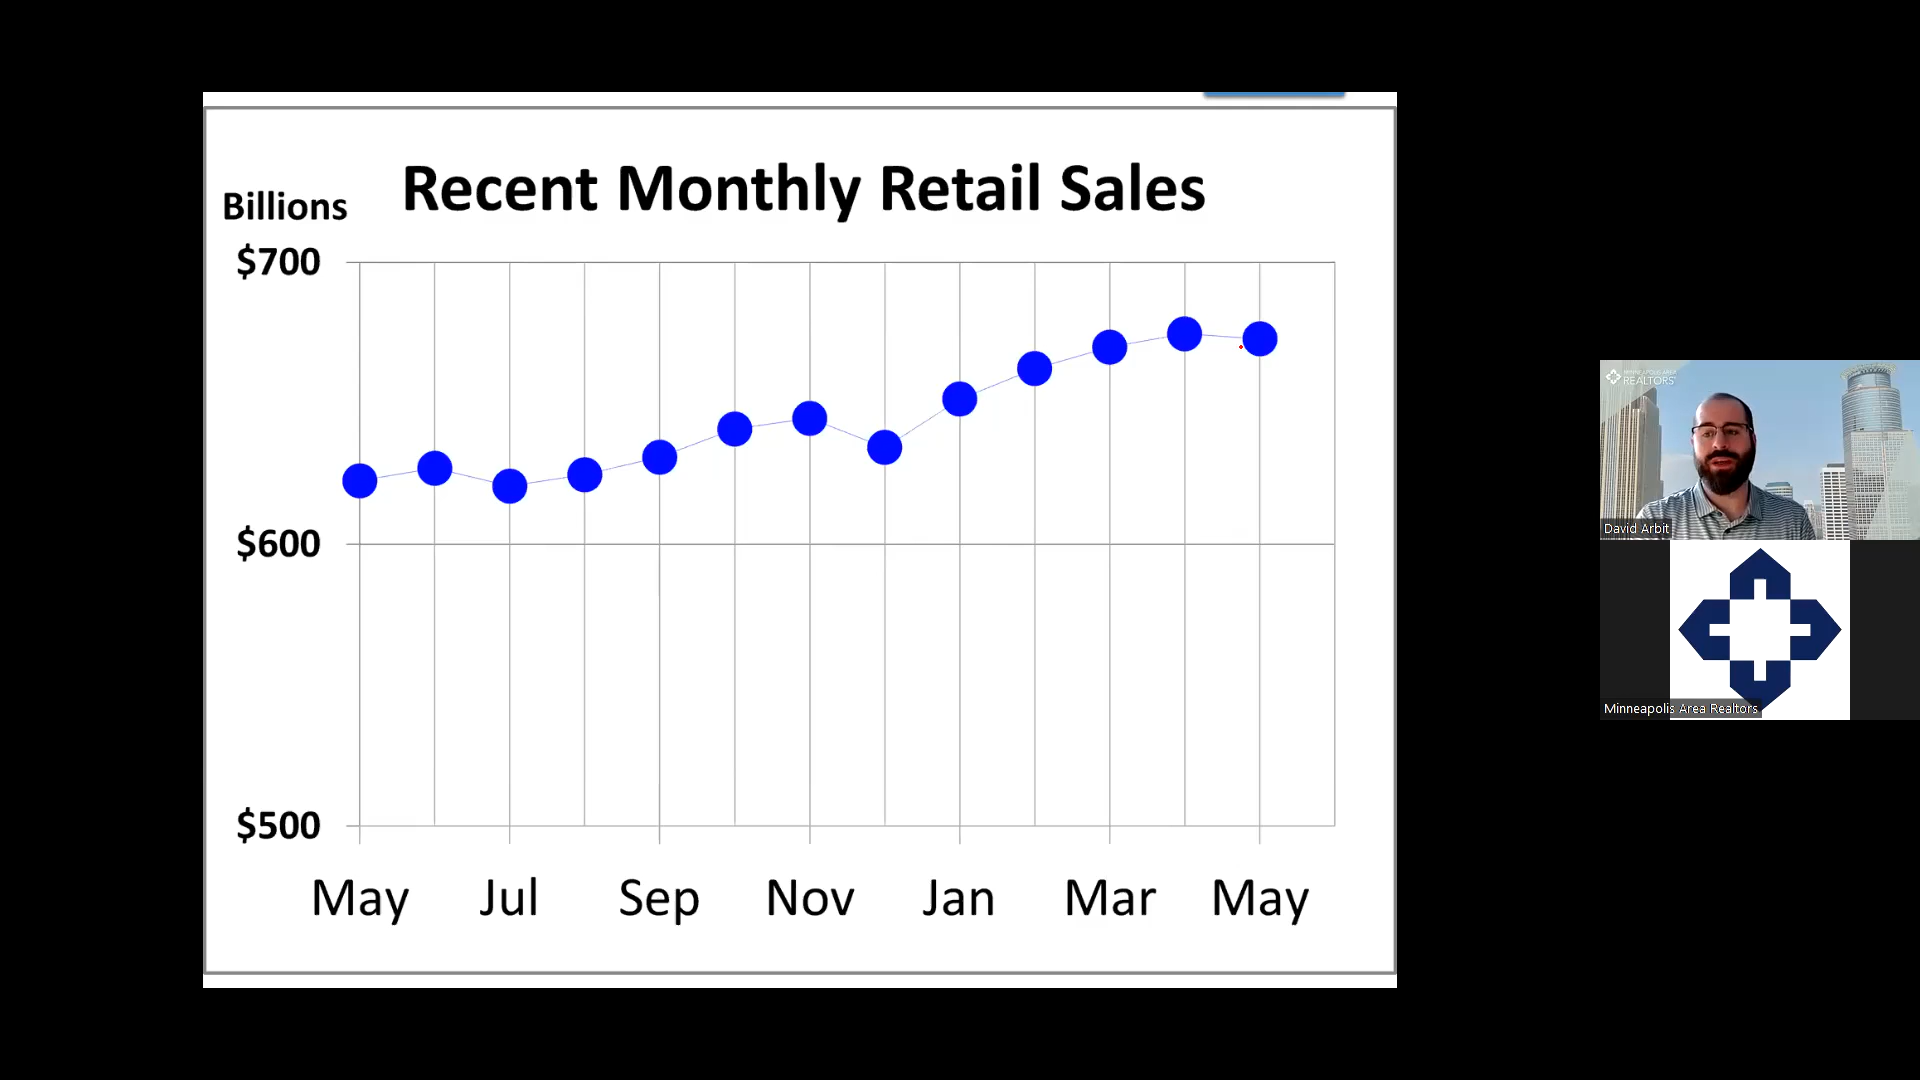 Recent Monthly Retail Sales
Billions
$700
$600
$500
May Jul Sep Nov Jan Mar May
REALTORS
David Arbit
Minneapolis Area Realtors